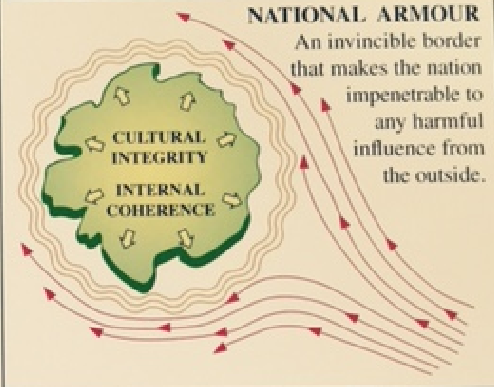 NATIONAL ARMOUR
An invincible border
that makes the nation
impenetrable to
any harmful
influence from
the outside.
CULTURAL
INTEGRITY
INTERNAL
COHERENCE